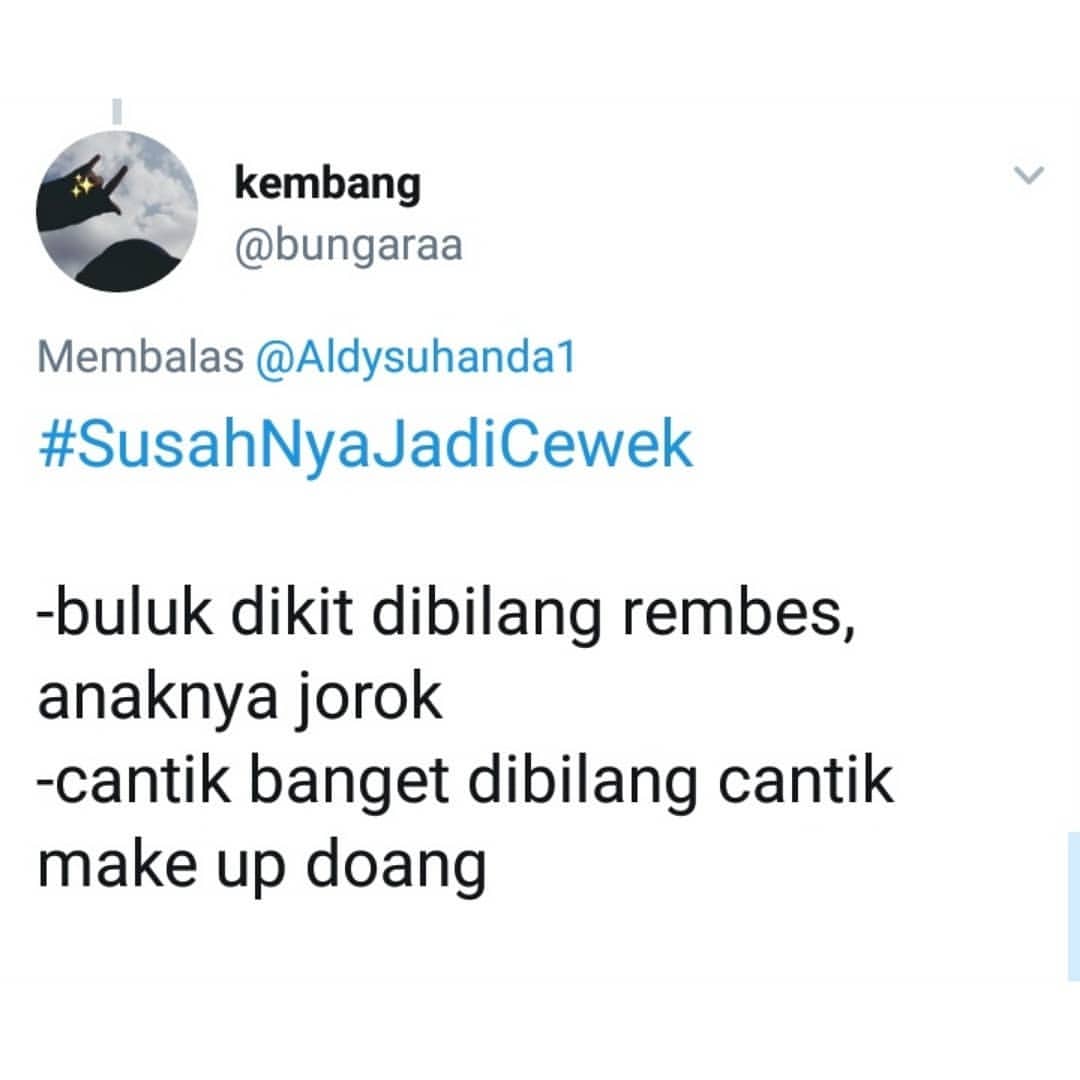 kembang
@bungaraa
Membalas @Aldysuhanda1
#SusahNyaJadiCewek
-buluk dikit dibilang rembes,
anaknya jorok
-cantik banget dibilang cantik
make up doang